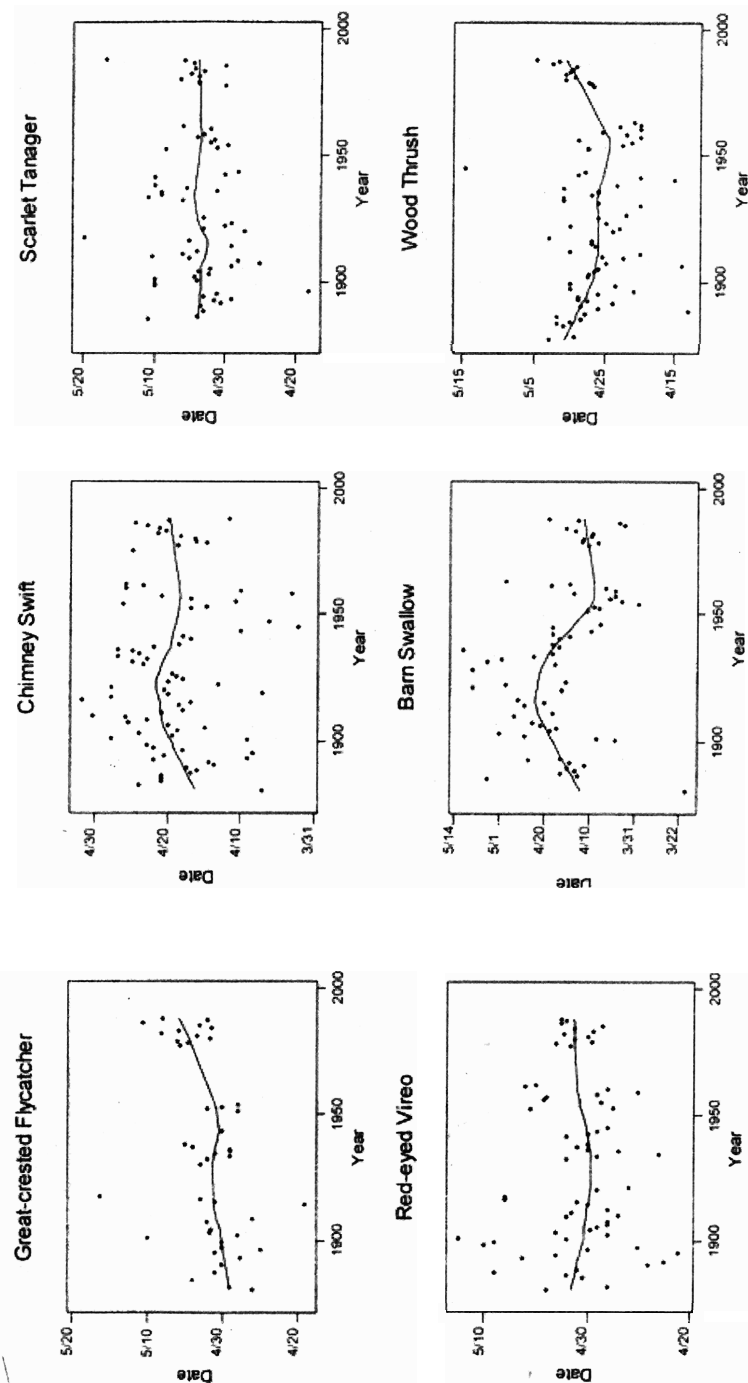 Great-crested Flycatcher
5/20
5/10
4/30
4/20
Date
1900
1950
2000
Year
Chimney Swift
4/30
4/20
4/10
3/31
Date
1900
1950
2000
Year
Scarlet Tanager
5/20
5/10
4/30
4/20
Date
1900
1950
2000
Year
Red-eyed Vireo
5/10
4/30
4/20
Date
1900
1950
2000
Year
Barn Swallow
5/14
5/1
4/20
4/10
3/31
3/22
Date
1900
1950
2000
Year
Wood Thrush
5/15
5/5
4/25
4/15
Date
1900
1950
2000
Year